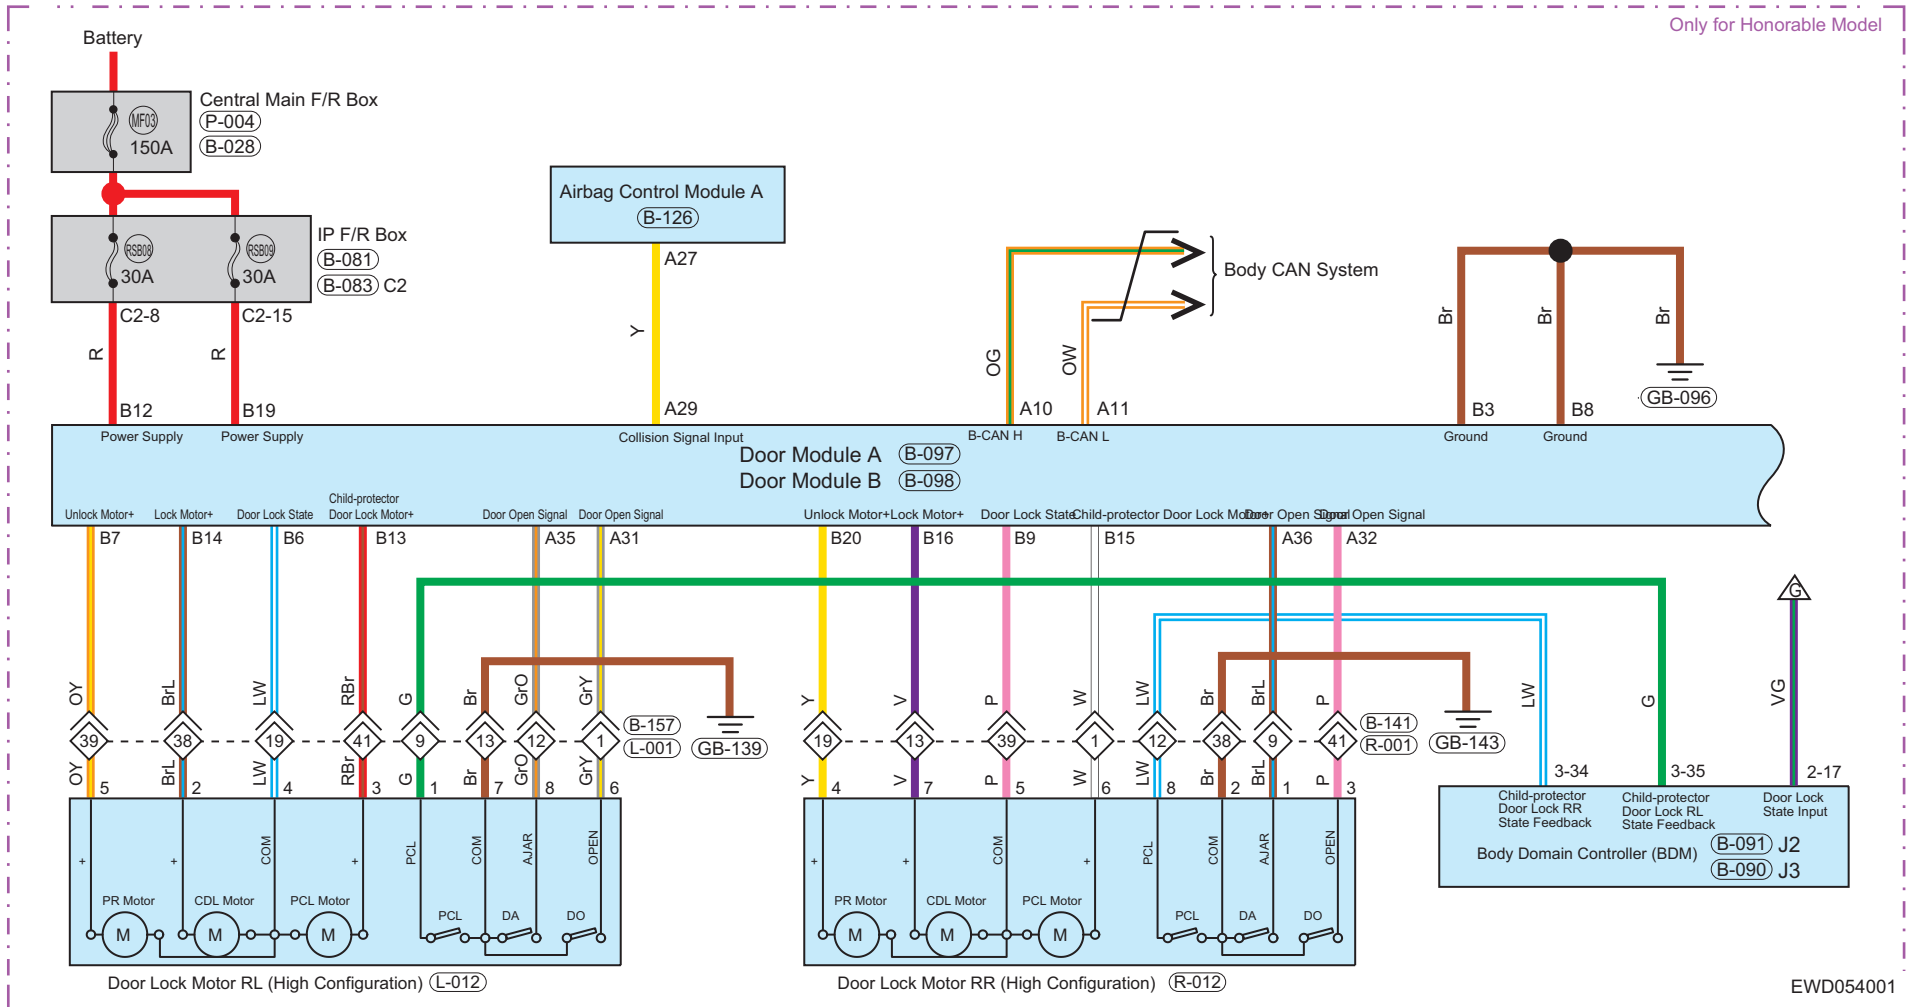 Only for Honorable Model
Battery
Central Main F/R Box
P-004
B-028
MF03
150A
IP F/R Box
B-081
B-083 C2
RSB08
30A
RSB09
30A
C2-8
C2-15
R
R
B12
B19
Airbag Control Module A
B-126
A27
Y
A29
Body CAN System
OG
OW
A10
A11
Br
Br
Br
B3
B8
GB-096
Power Supply
Power Supply
Collision Signal Input
B-CAN H
B-CAN L
Ground
Ground
Door Module A B-097
Door Module B B-098
Unlock Motor+
Lock Motor+
Door Lock State
Child-protector
Door Lock Motor+
Door Open Signal
Door Open Signal
Unlock Motor+
Lock Motor+
Door Lock State
Child-protector Door Lock Motor+
Door Open Signal
Door Open Signal
B7
B14
B6
B13
A35
A31
B20
B16
B9
B15
A36
A32
G
OY
BrL
LW
RBr
G
Br
GrO
GrY
Y
V
P
W
LW
Br
BrL
P
LW
G
VG
39
38
19
41
9
13
12
1
B-157
L-001
GB-139
19
13
39
1
12
38
9
41
B-141
R-001
GB-143
OY
BrL
LW
RBr
G
Br
GrO
GrY
Y
V
P
W
LW
Br
BrL
P
5
2
4
3
1
7
8
6
4
7
5
6
8
2
1
3
3-34
3-35
2-17
Child-protector
Door Lock RR
State Feedback
Child-protector
Door Lock RL
State Feedback
Door Lock
State Input
Body Domain Controller (BDM)
B-091 J2
B-090 J3
+
+
COM
+
PCL
COM
AJAR
OPEN
PR Motor
CDL Motor
PCL Motor
PCL
DA
DO
M
M
M
+
+
COM
+
PCL
COM
AJAR
OPEN
PR Motor
CDL Motor
PCL Motor
PCL
DA
DO
M
M
M
Door Lock Motor RL (High Configuration) L-012
Door Lock Motor RR (High Configuration) R-012
EWD054001